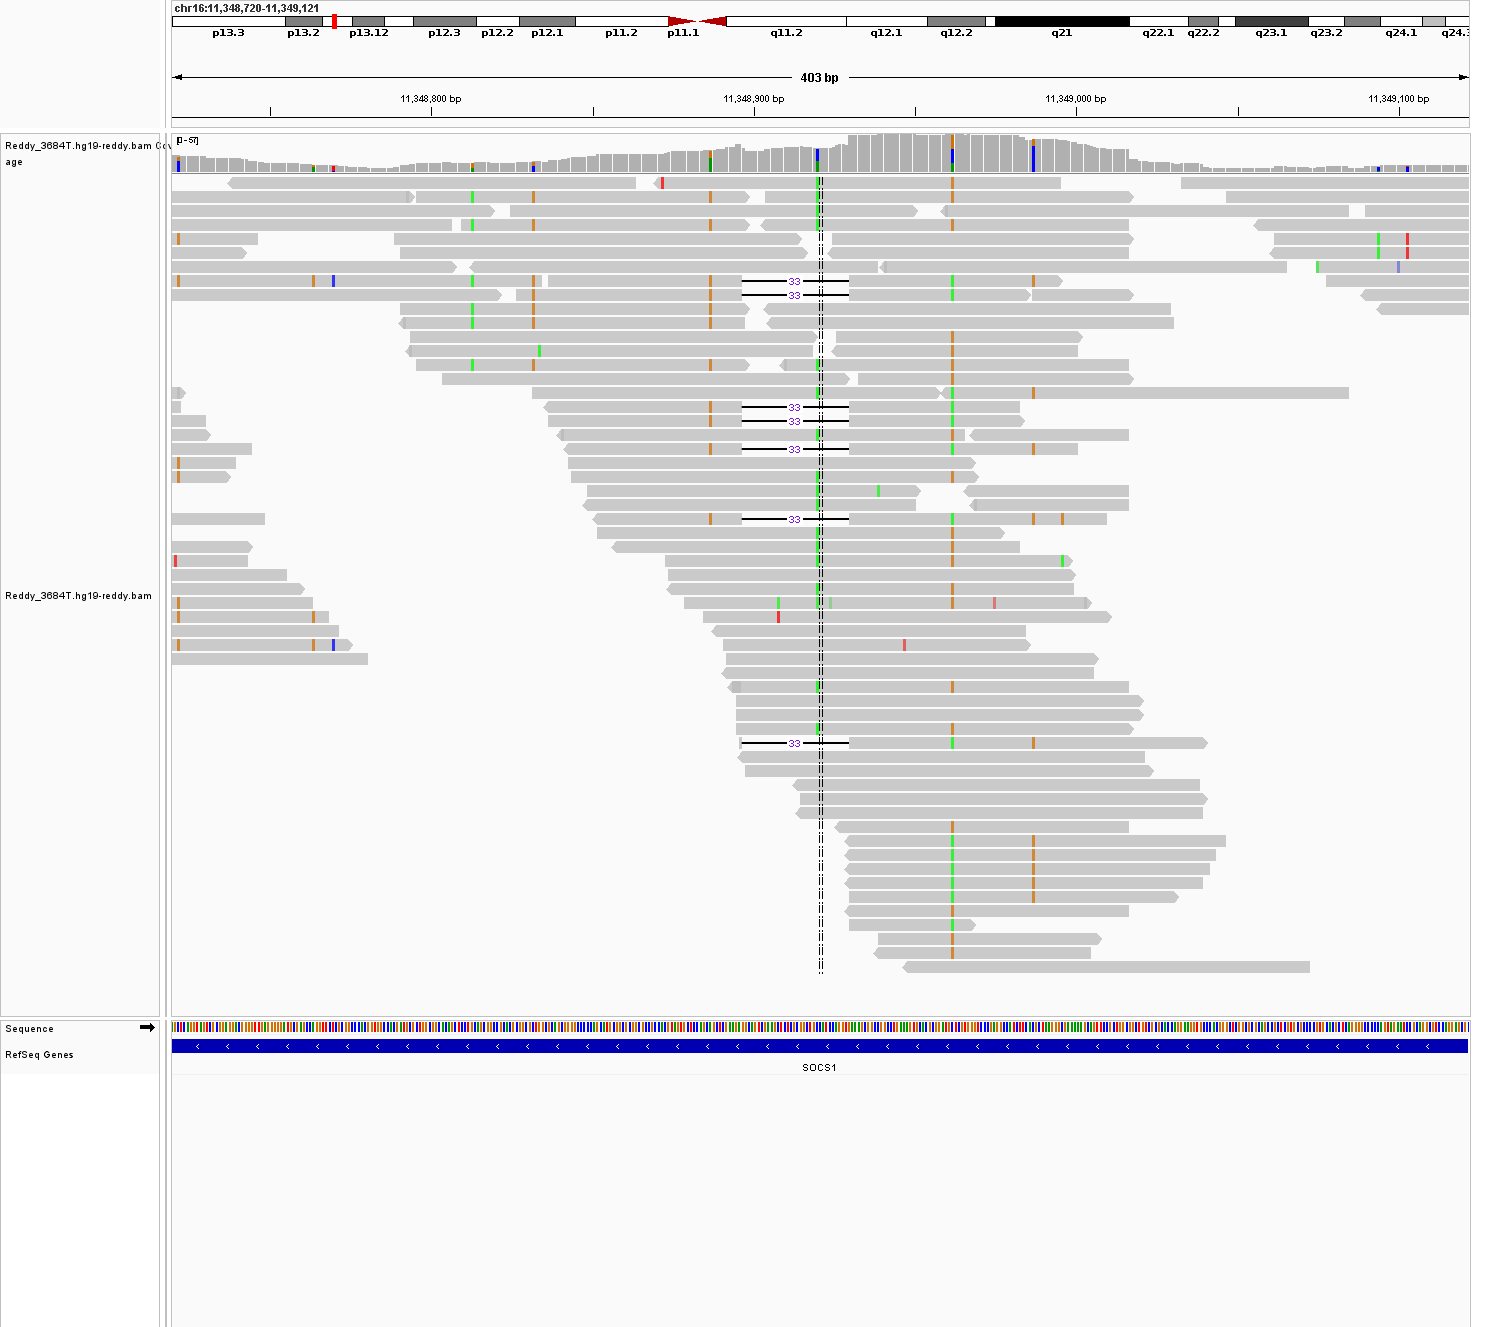 chr16:11,348,720-11,349,121
p13.3 p13.2 p13.12 p12.3 p12.2 p12.1 p11.2 p11.1 q11.2 q12.1 q12.2 q21 q22.1 q22.2 q23.1 q23.2 q24.1 q24.3
403 bp
11,348,800 bp 11,348,900 bp 11,349,000 bp 11,349,100 bp
Reddy_3684T.hg19-reddy.bam Cov
age
[0-57]
33
33
33
33
33
33
Reddy_3684T.hg19-reddy.bam
33
Sequence
RefSeq Genes
SOCS1